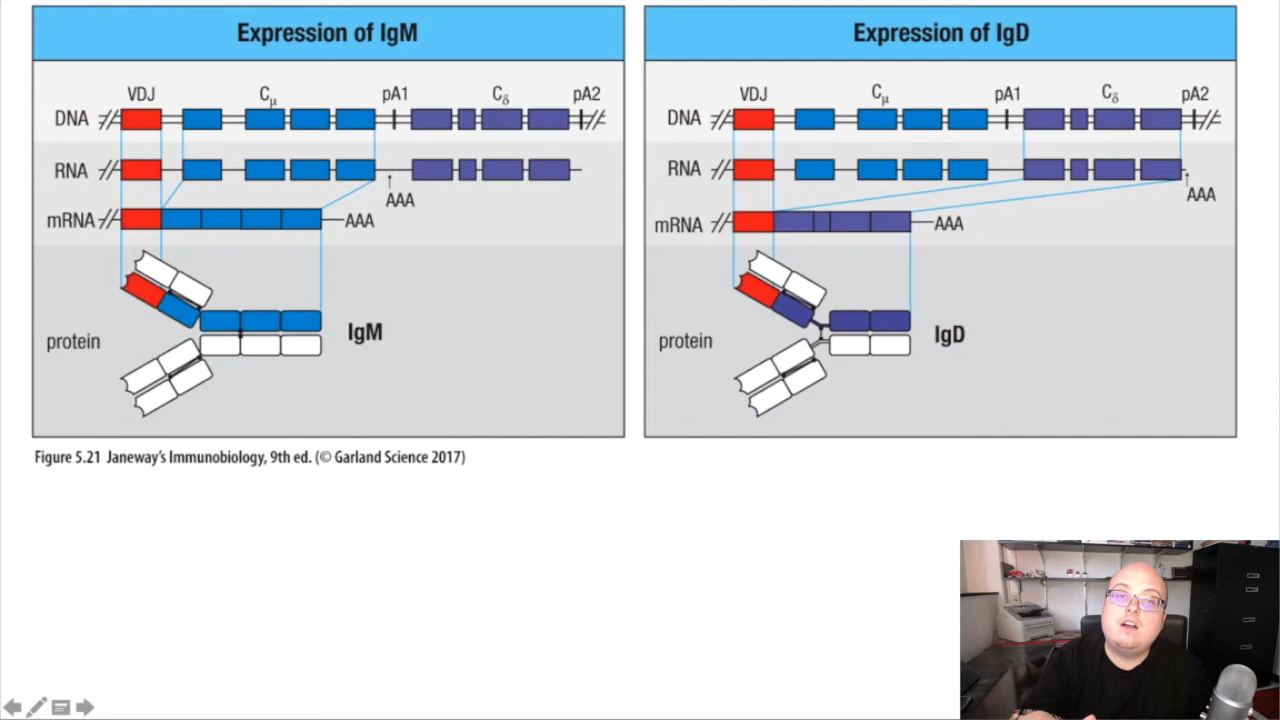 Expression of IgM
VDJ Cμ pA1 Cδ pA2
DNA
RNA
AAA
mRNA AAA
protein IgM
Expression of IgD
VDJ Cμ pA1 Cδ pA2
DNA
RNA
AAA
mRNA AAA
protein IgD
Figure 5.21 Janeway's Immunobiology, 9th ed. (© Garland Science 2017)